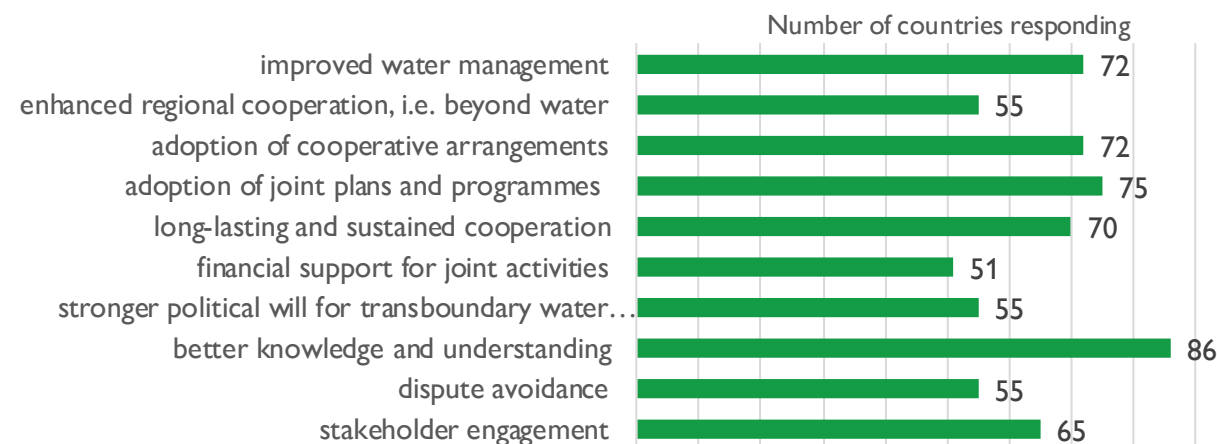 Number of countries responding
improved water management 72
enhanced regional cooperation, i.e. beyond water 55
adoption of cooperative arrangements 72
adoption of joint plans and programmes 75
long-lasting and sustained cooperation 70
financial support for joint activities 51
stronger political will for transboundary water… 55
better knowledge and understanding 86
dispute avoidance 55
stakeholder engagement 65